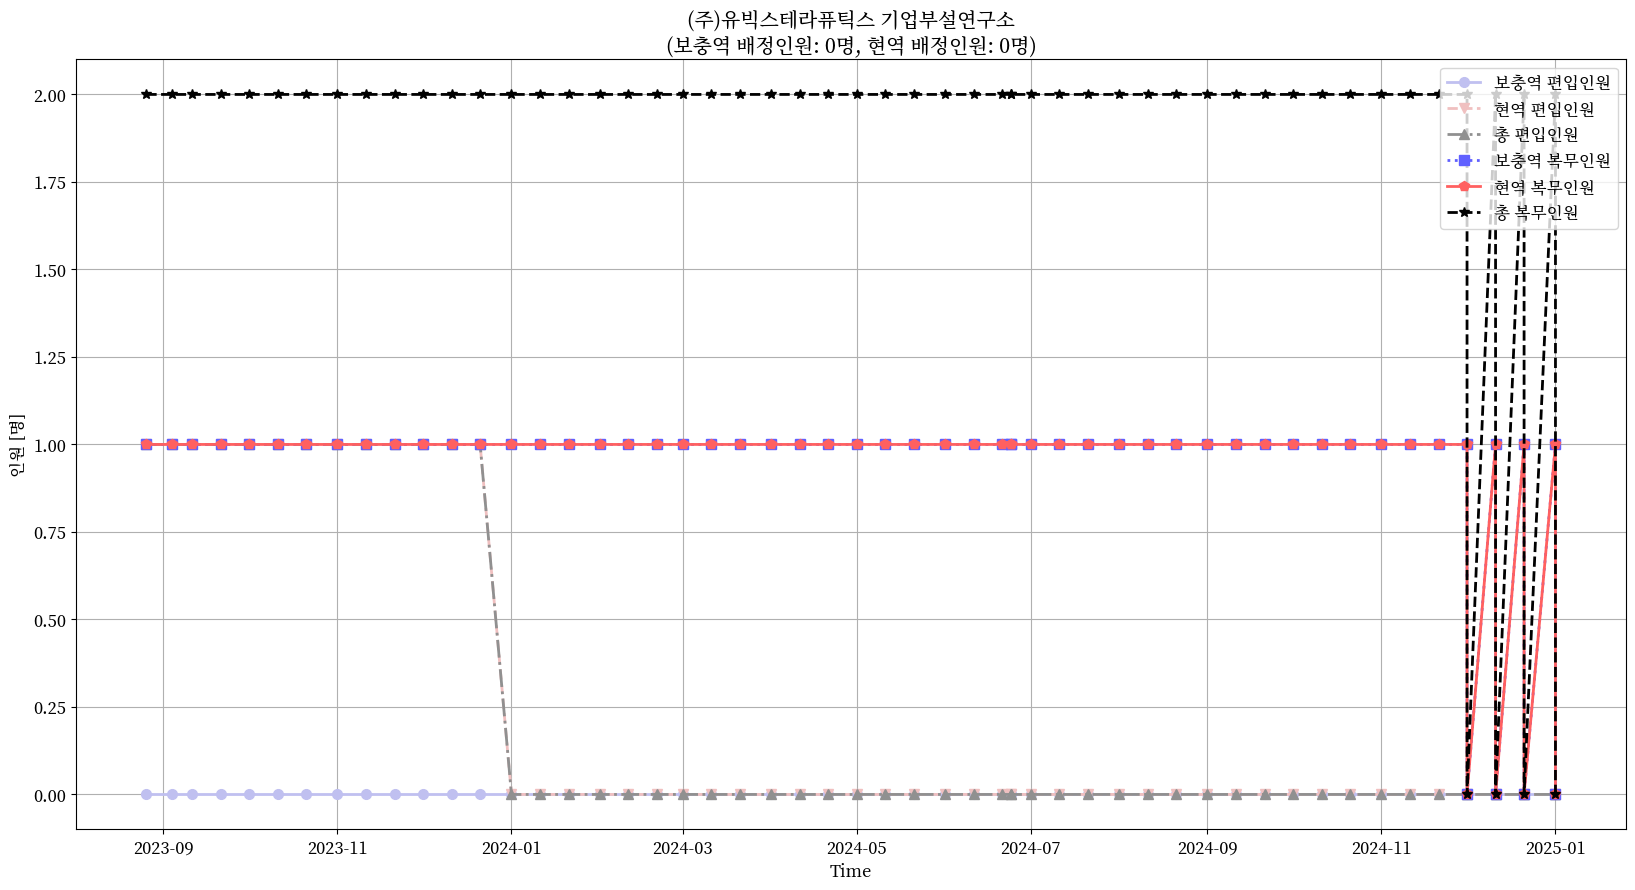 (주)유빅스테라퓨틱스 기업부설연구소
(보충역 배정인원: 0명, 현역 배정인원: 0명)
보충역 편입인원
현역 편입인원
총 편입인원
보충역 복무인원
현역 복무인원
총 복무인원
인원 [명]
2.00
1.75
1.50
1.25
1.00
0.75
0.50
0.25
0.00
2023-09 2023-11 2024-01 2024-03 2024-05 2024-07 2024-09 2024-11 2025-01
Time